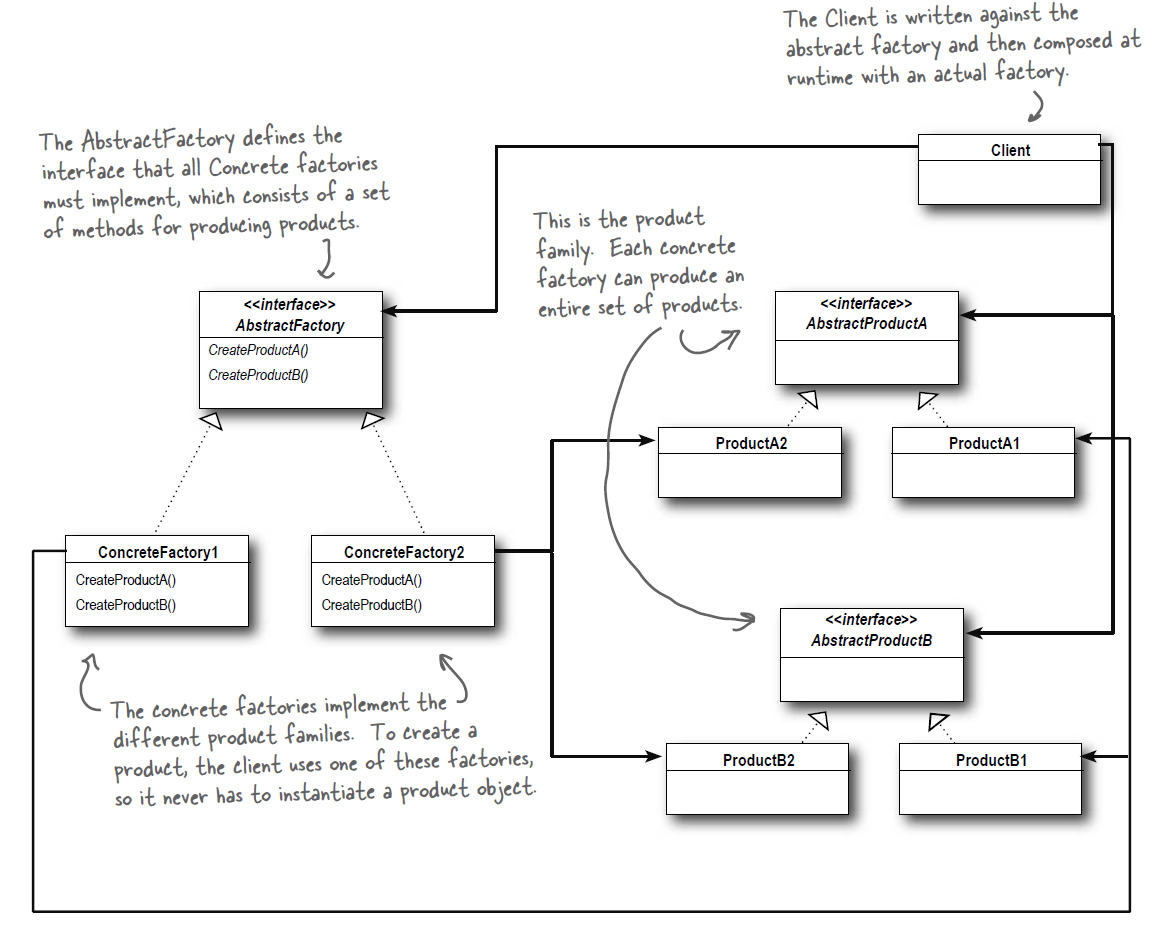 The Client is written against the
abstract factory and then composed at
runtime with an actual factory.
Client
The AbstractFactory defines the
interface that all Concrete factories
must implement, which consists of a set
of methods for producing products.
This is the product
family. Each concrete
factory can produce an
entire set of products.
<<interface>>
AbstractFactory
CreateProductA()
CreateProductB()
<<interface>>
AbstractProductA
ProductA2
ProductA1
ConcreteFactory1
CreateProductA()
CreateProductB()
ConcreteFactory2
CreateProductA()
CreateProductB()
<<interface>>
AbstractProductB
ProductB2
ProductB1
The concrete factories implement the
different product families. To create a
product, the client uses one of these factories,
so it never has to instantiate a product object.